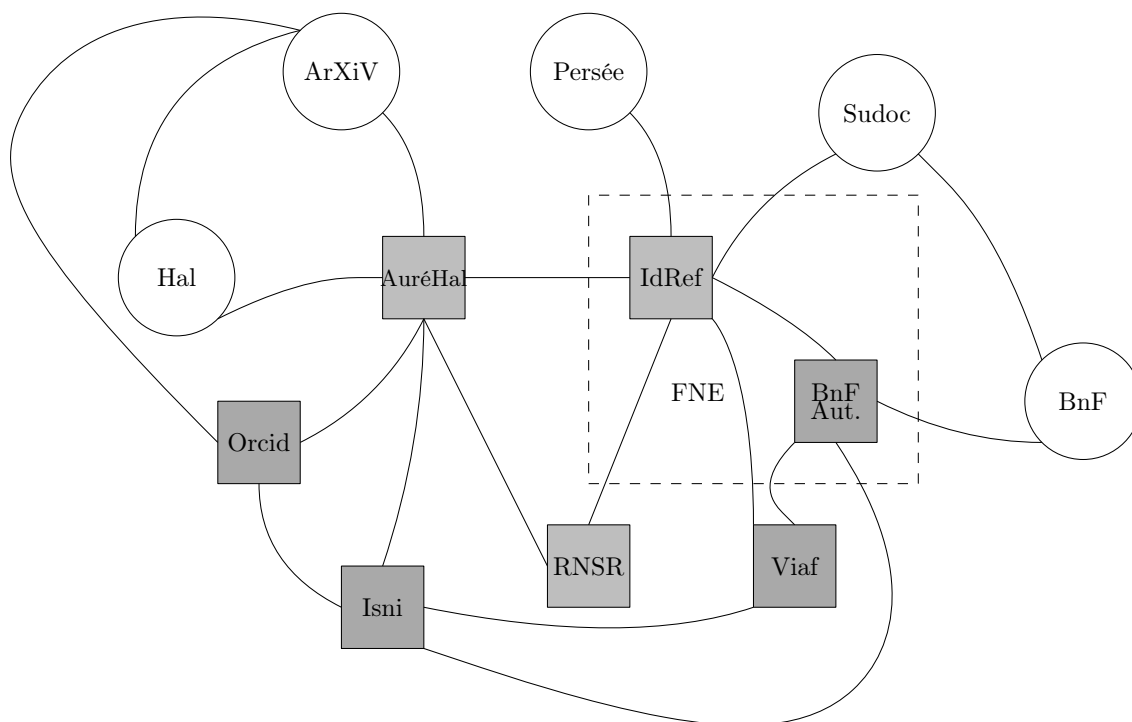 ArXiV
Persée
Sudoc
Hal
AuréHal
IdRef
FNE
BnF
Aut.
BnF
Orcid
RNSR
Viaf
Isni